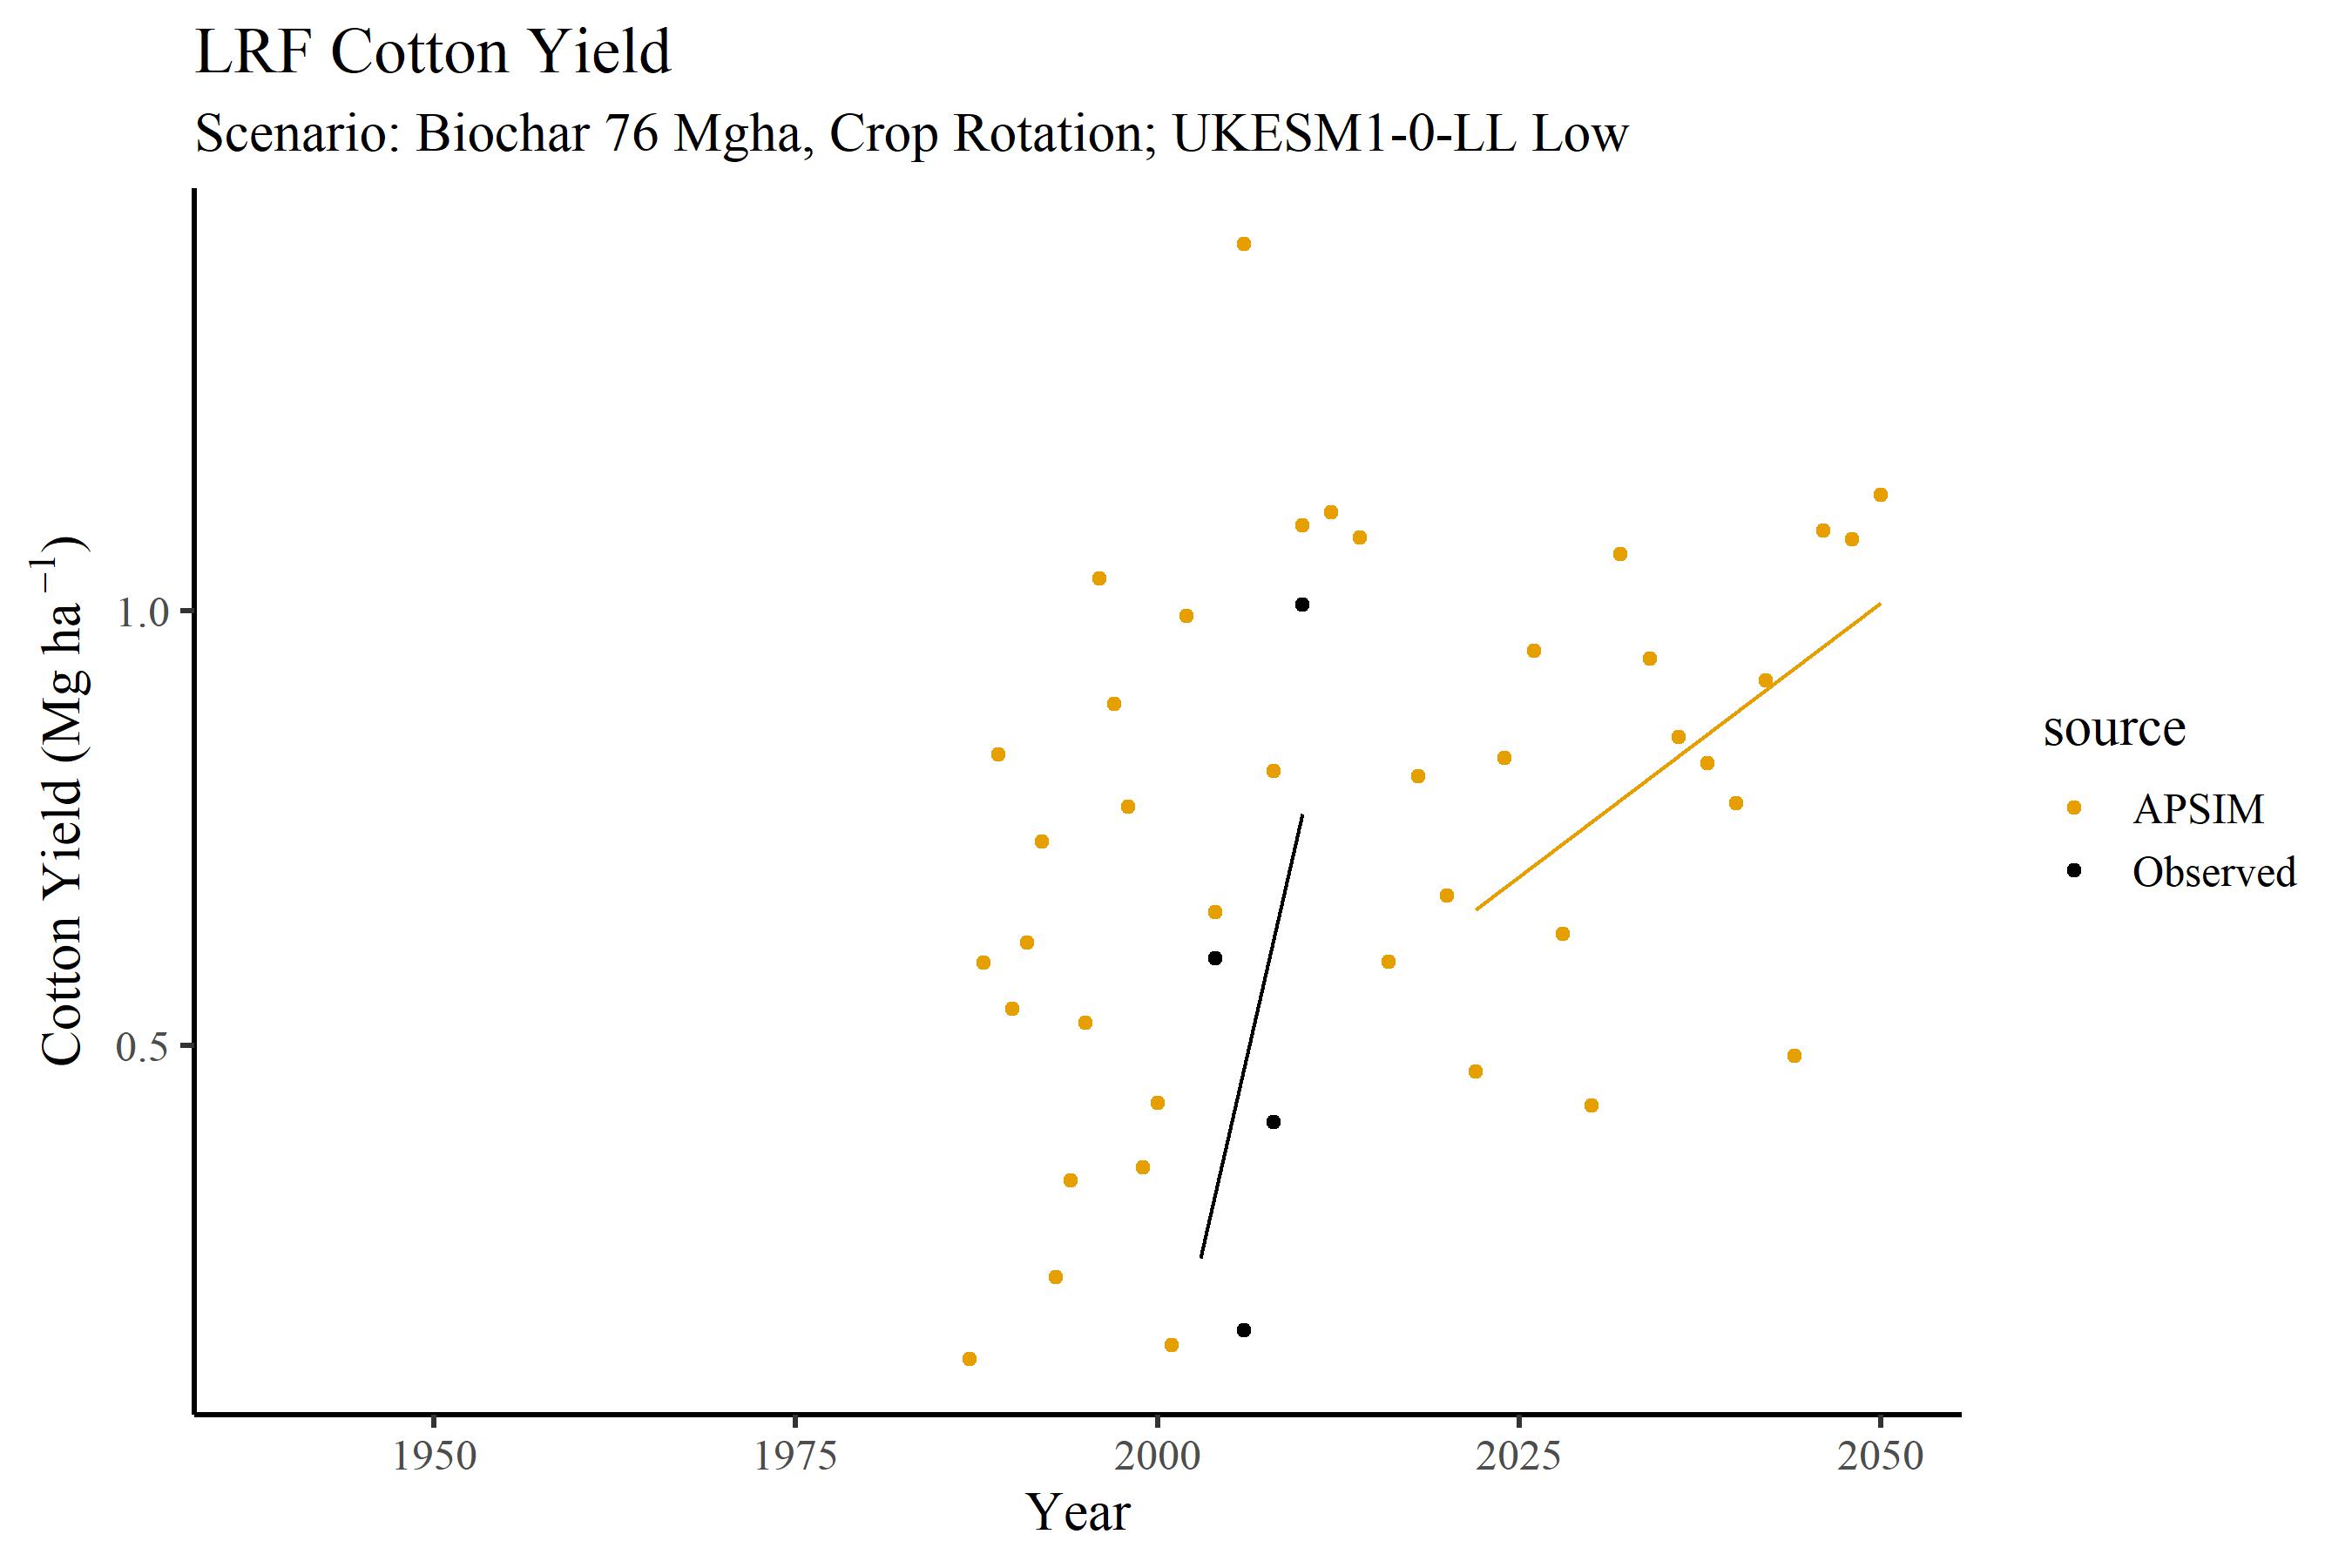 LRF Cotton Yield
Scenario: Biochar 76 Mgha, Crop Rotation; UKESM1-0-LL Low
Cotton Yield (Mg ha −1)
1.0
0.5
1950
1975
2000
2025
2050
Year
source
APSIM
Observed